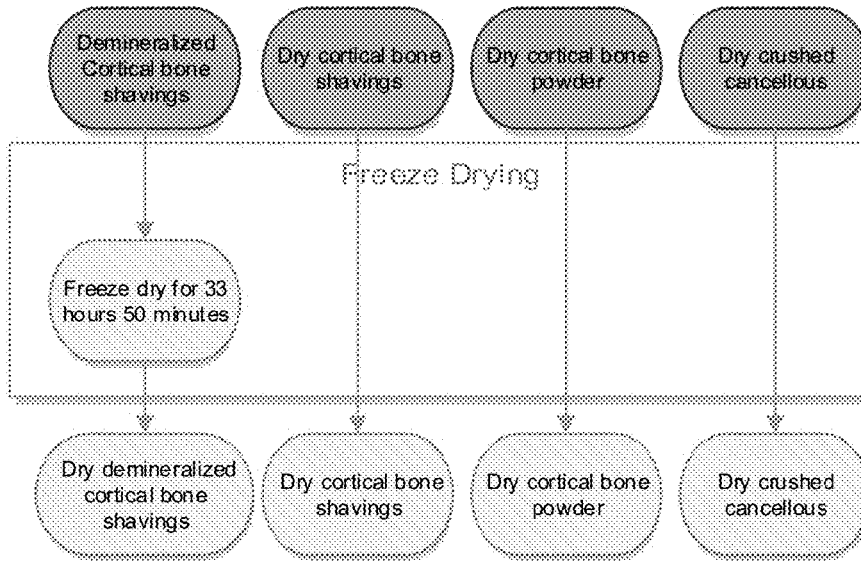 Demineralized
Cortical bone
shavings
Dry cortical bone
shavings
Dry cortical bone
powder
Dry crushed
cancellous
Freeze Drying
Freeze dry for 33
hours 50 minutes
Dry demineralized
cortical bone
shavings
Dry cortical bone
shavings
Dry cortical bone
powder
Dry crushed
cancellous